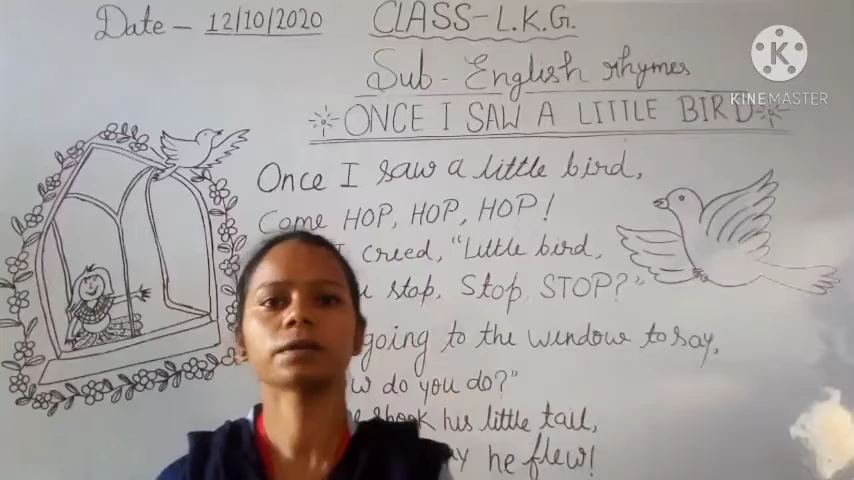 Date - 12/10/2020
CLASS-L.K.G.
Sub- English rhymes
ONCE I SAW A LITTLE BIRD
KINEMASTER
Once I saw a little bird,
Come HOP, HOP, HOP!
I creed, "Little bird,
stop, Stop, STOP?"
going to the window to say,
do you do?"
shook his little tail,
he flew!